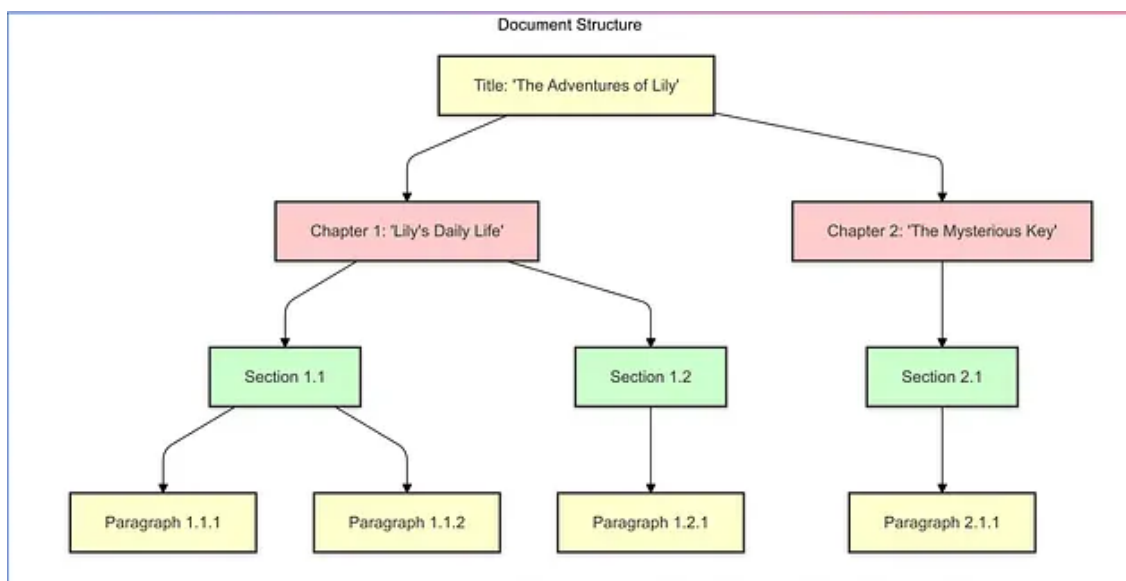 Document Structure
Title: 'The Adventures of Lily'
Chapter 1: 'Lily's Daily Life'
Chapter 2: 'The Mysterious Key'
Section 1.1
Section 1.2
Section 2.1
Paragraph 1.1.1
Paragraph 1.1.2
Paragraph 1.2.1
Paragraph 2.1.1